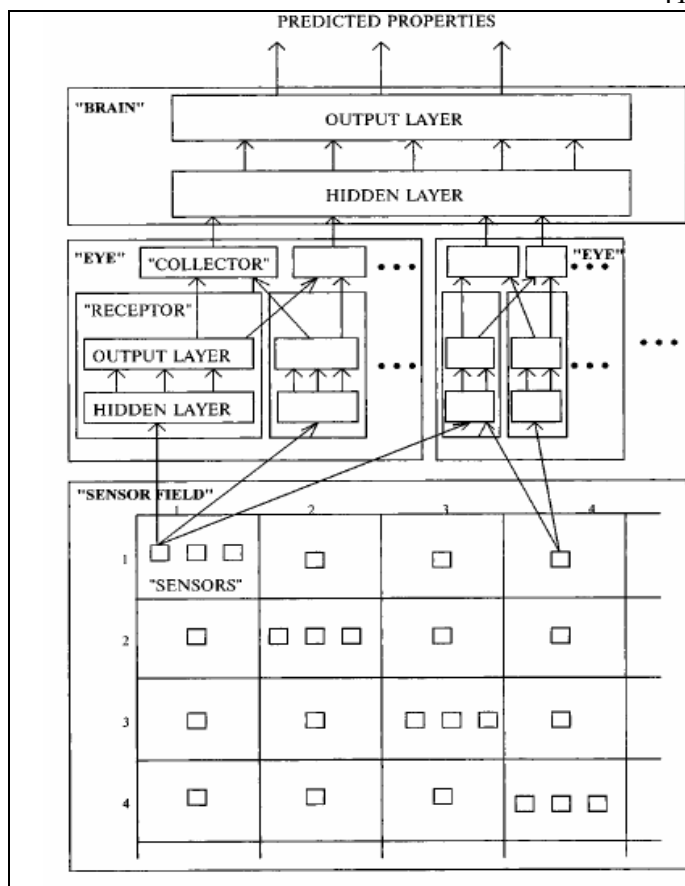 PREDICTED PROPERTIES
"BRAIN"
OUTPUT LAYER
HIDDEN LAYER
"EYE" "COLLECTOR" "EYE"
"RECEPTOR"
OUTPUT LAYER
HIDDEN LAYER
"SENSOR FIELD"
1 2 3 4
1
"SENSORS"
2
3
4